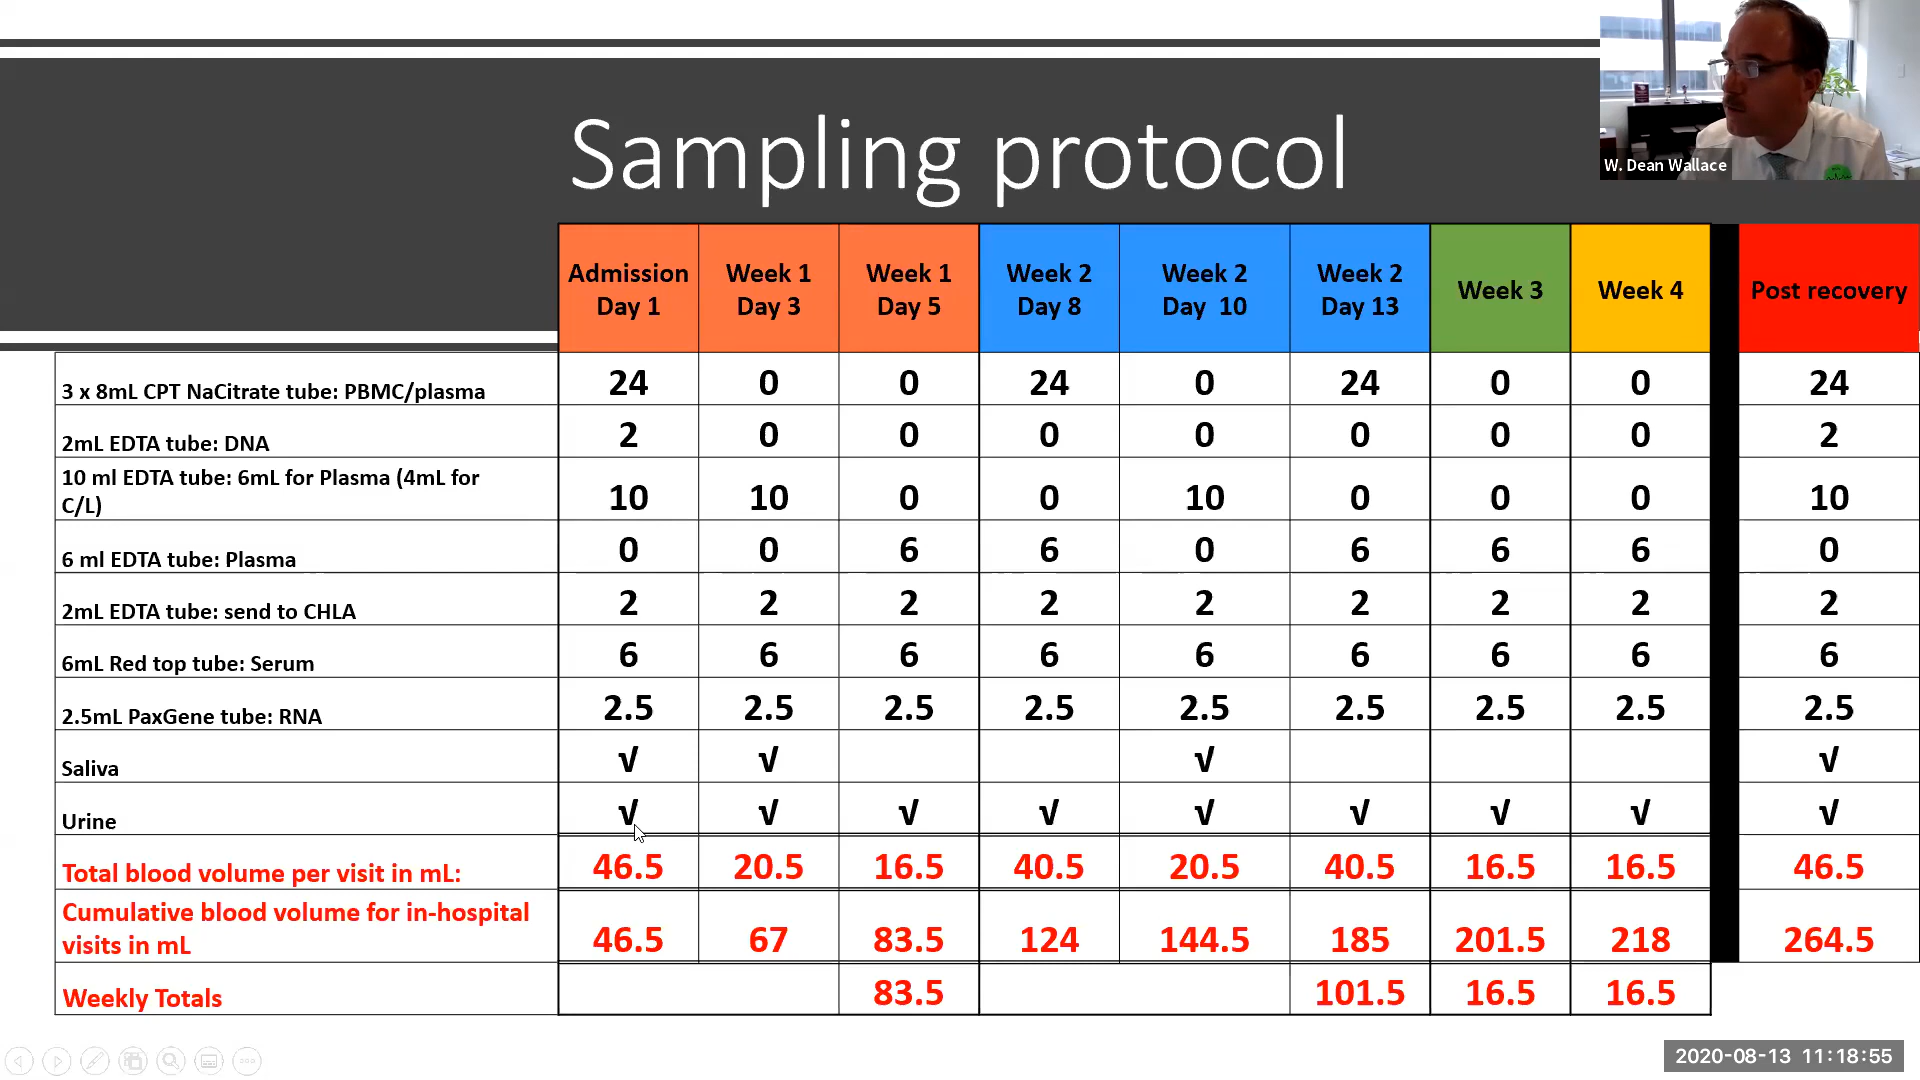 Sampling protocol
W. Dean Wallace
Admission Day 1 Week 1 Day 3 Week 1 Day 5 Week 2 Day 8 Week 2 Day 10 Week 2 Day 13 Week 3 Week 4 Post recovery
3 x 8mL CPT NaCitrate tube: PBMC/plasma 24 0 0 24 0 24 0 0 24
2mL EDTA tube: DNA 2 0 0 0 0 0 0 0 2
10 ml EDTA tube: 6mL for Plasma (4mL for
C/L) 10 10 0 0 10 0 0 0 10
6 ml EDTA tube: Plasma 0 0 6 6 0 6 6 6 0
2mL EDTA tube: send to CHLA 2 2 2 2 2 2 2 2 2
6mL Red top tube: Serum 6 6 6 6 6 6 6 6 6
2.5mL PaxGene tube: RNA 2.5 2.5 2.5 2.5 2.5 2.5 2.5 2.5 2.5
Saliva √ √ √ √
Urine √ √ √ √ √ √ √ √ √
Total blood volume per visit in mL: 46.5 20.5 16.5 40.5 20.5 40.5 16.5 16.5 46.5
Cumulative blood volume for in-hospital
visits in mL 46.5 67 83.5 124 144.5 185 201.5 218 264.5
Weekly Totals 83.5 101.5 16.5 16.5
2020-08-13 11:18:55